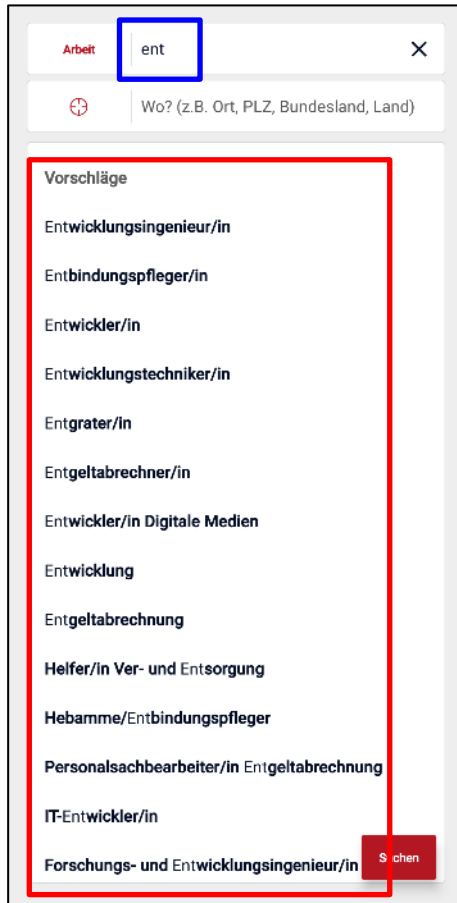 Arbeit ent
Wo? (z.B. Ort, PLZ, Bundesland, Land)
Vorschläge
Entwicklungsingenieur/in
Entbindungspfleger/in
Entwickler/in
Entwicklungstechniker/in
Entgrater/in
Entgeltabrechner/in
Entwickler/in Digitale Medien
Entwicklung
Entgeltabrechnung
Helfer/in Ver- und Entsorgung
Hebamme/Entbindungspfleger
Personalsachbearbeiter/in Entgeltabrechnung
IT-Entwickler/in
Suchen
Forschungs- und Entwicklungsingenieur/in